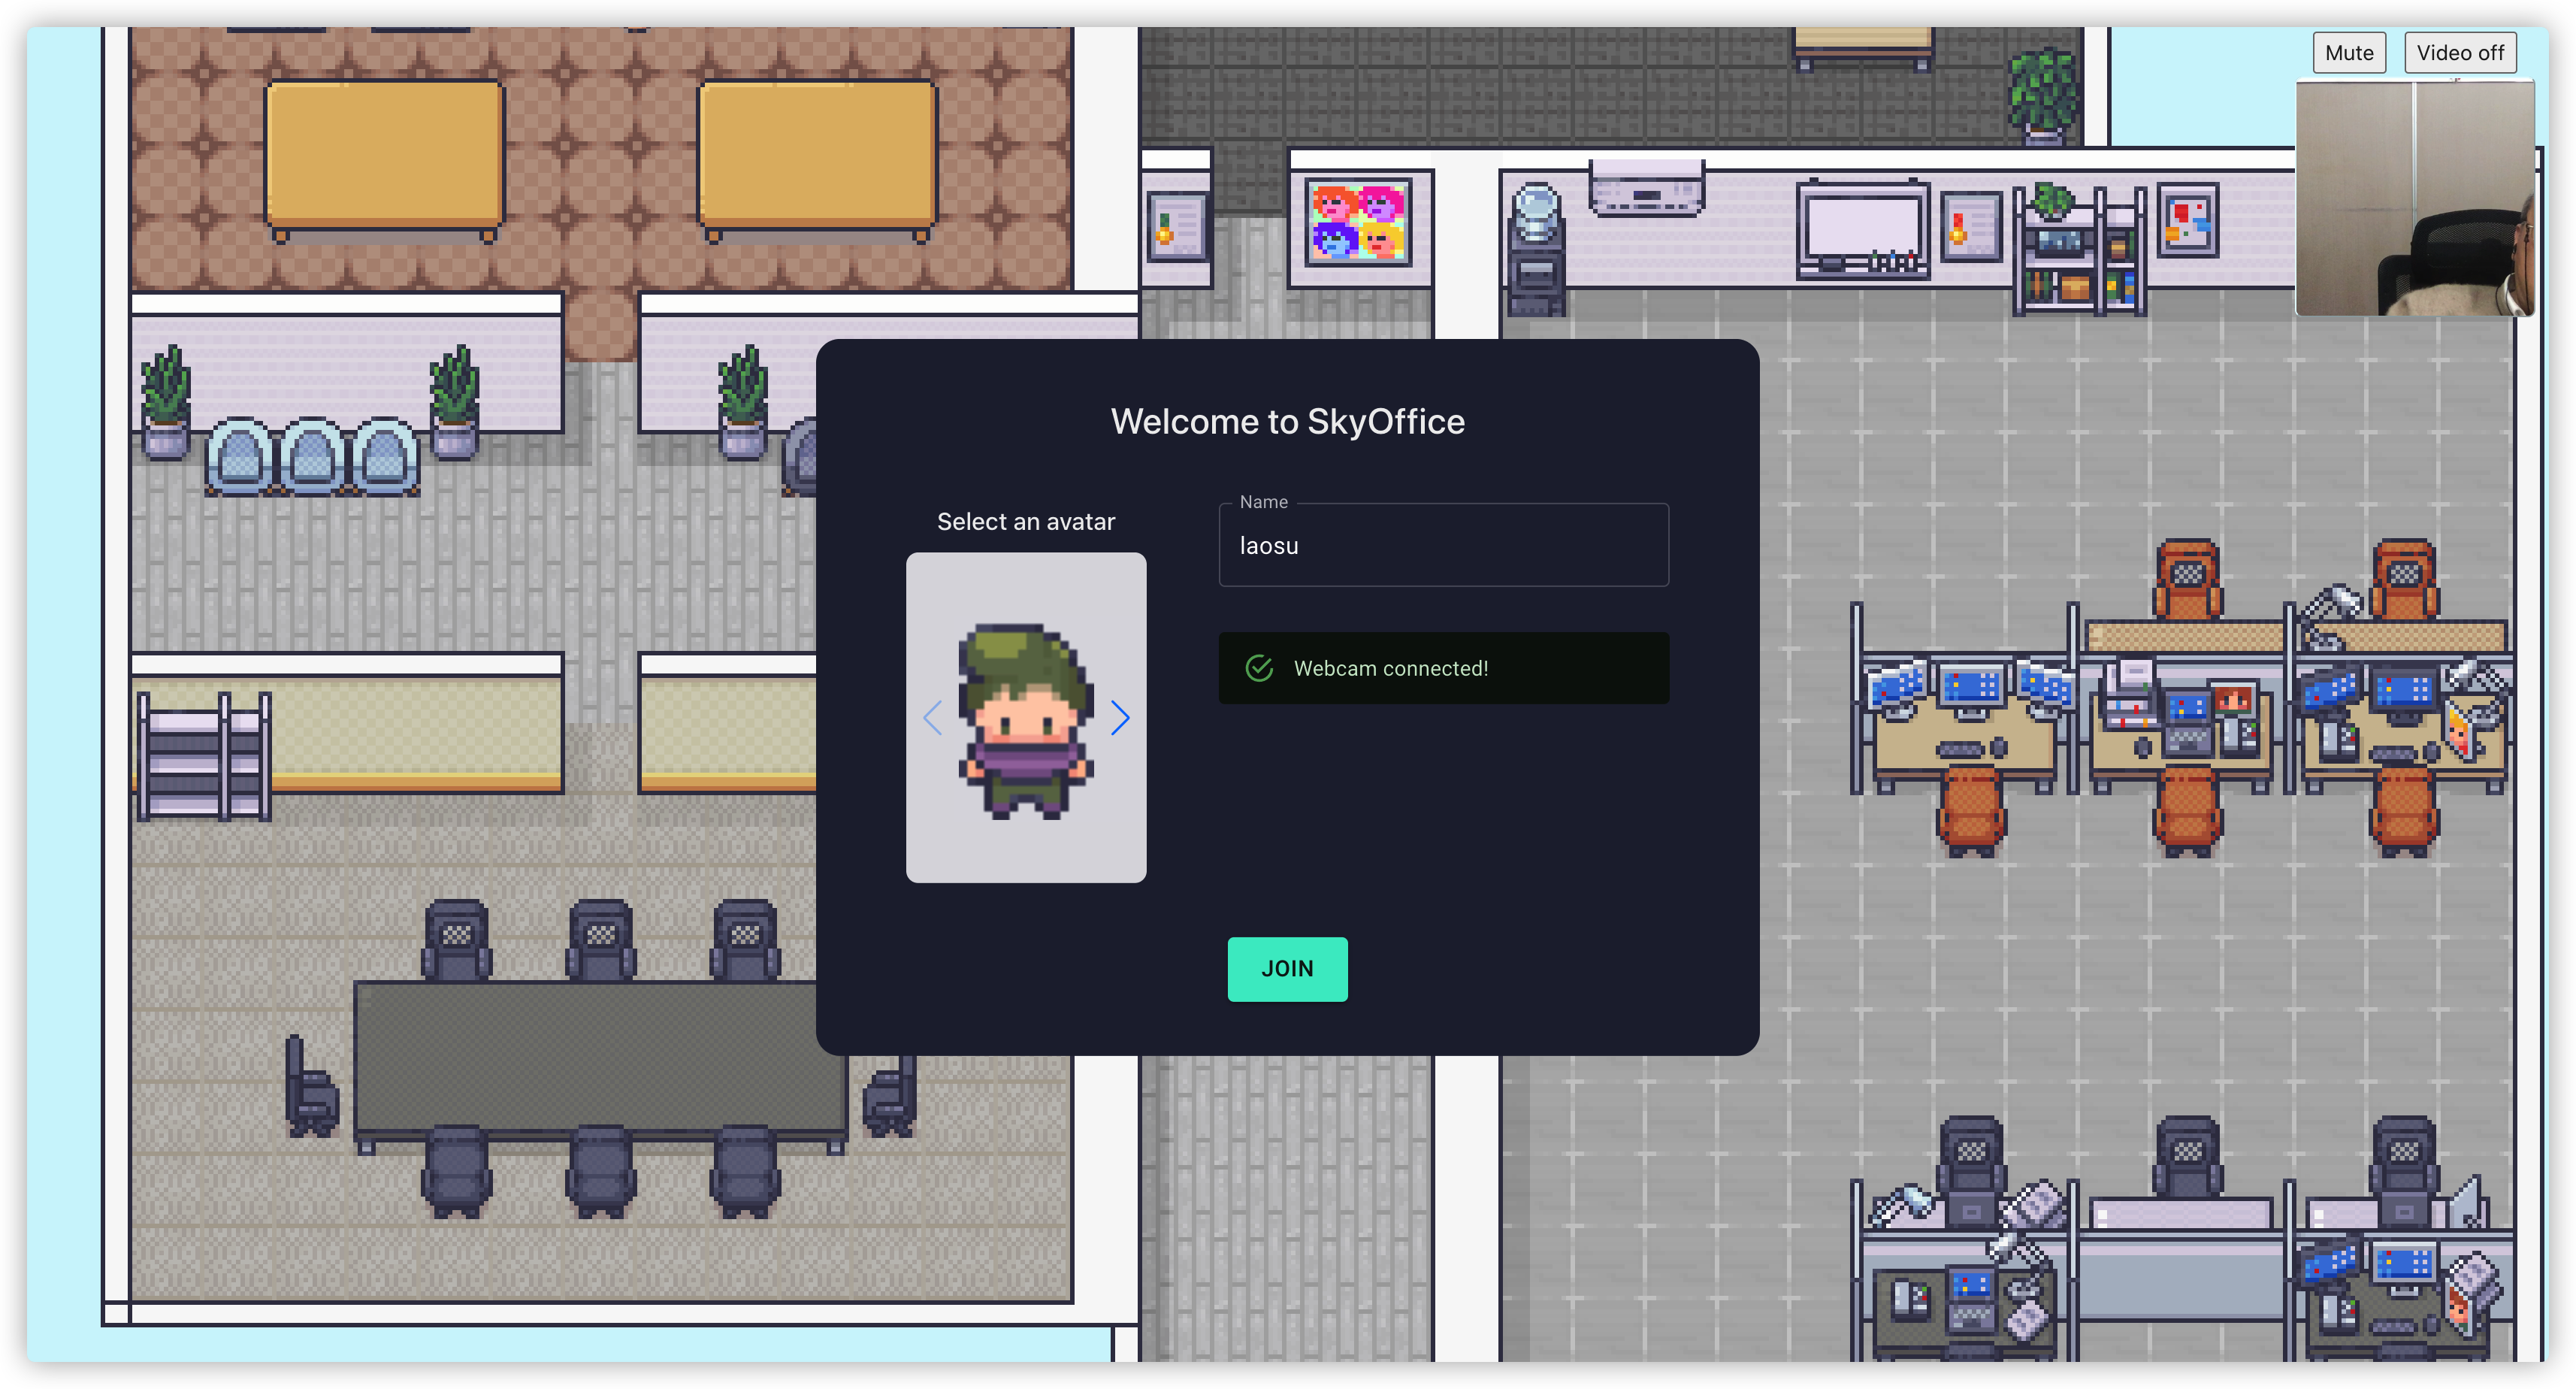 Mute
Video off
Welcome to SkyOffice
Select an avatar
Name
laosu
Webcam connected!
JOIN